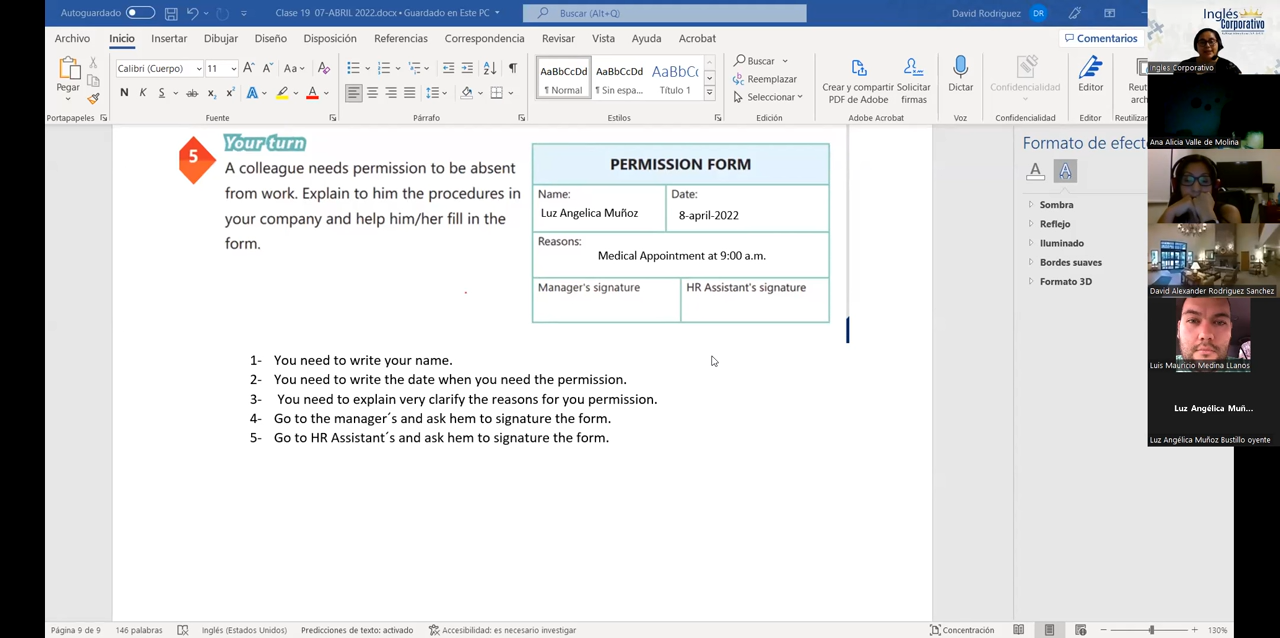 Autoguardado
Clase 19 07-ABRIL 2022.docx • Guardado en Este PC
Buscar (Alt+Q)
David Rodriguez
DR
Archivo Inicio Insertar Dibujar Diseño Disposición Referencias Correspondencia Revisar Vista Ayuda Acrobat
Comentarios
Pegar
Calibri (Cuerpo) 11
Aa
N K S ab x₂ x² A A
AaBbCcDd AaBbCcDd AaBbCc
¶ Normal ¶ Sin espa... Título 1
Buscar
Reemplazar
Seleccionar
Crear y compartir PDF de Adobe
Solicitar firmas
Dictar
Confidencialidad
Editor
Reut
arch
Portapapeles Fuente Párrafo Estilos Edición Adobe Acrobat Voz Confidencialidad Editor Reutilizar
5
Your turn
A colleague needs permission to be absent
from work. Explain to him the procedures in
your company and help him/her fill in the
form.
PERMISSION FORM
Name:
Luz Angelica Muñoz
Date:
8-april-2022
Reasons:
Medical Appointment at 9:00 a.m.
Manager's signature
HR Assistant's signature
1- You need to write your name.
2- You need to write the date when you need the permission.
3- You need to explain very clarify the reasons for you permission.
4- Go to the manager´s and ask hem to signature the form.
5- Go to HR Assistant´s and ask hem to signature the form.
Formato de efect
A A
Sombra
Reflejo
Iluminado
Bordes suaves
Formato 3D
Inglés
Corporativo
Inglés Corporativo
Ana Alicia Valle de Molina
David Alexander Rodriguez Sanchez
Luis Mauricio Medina LLanos
Luz Angélica Muñ...
Luz Angélica Muñoz Bustillo oyente
Página 9 de 9 146 palabras Inglés (Estados Unidos) Predicciones de texto: activado Accesibilidad: es necesario investigar
Concentración
130%